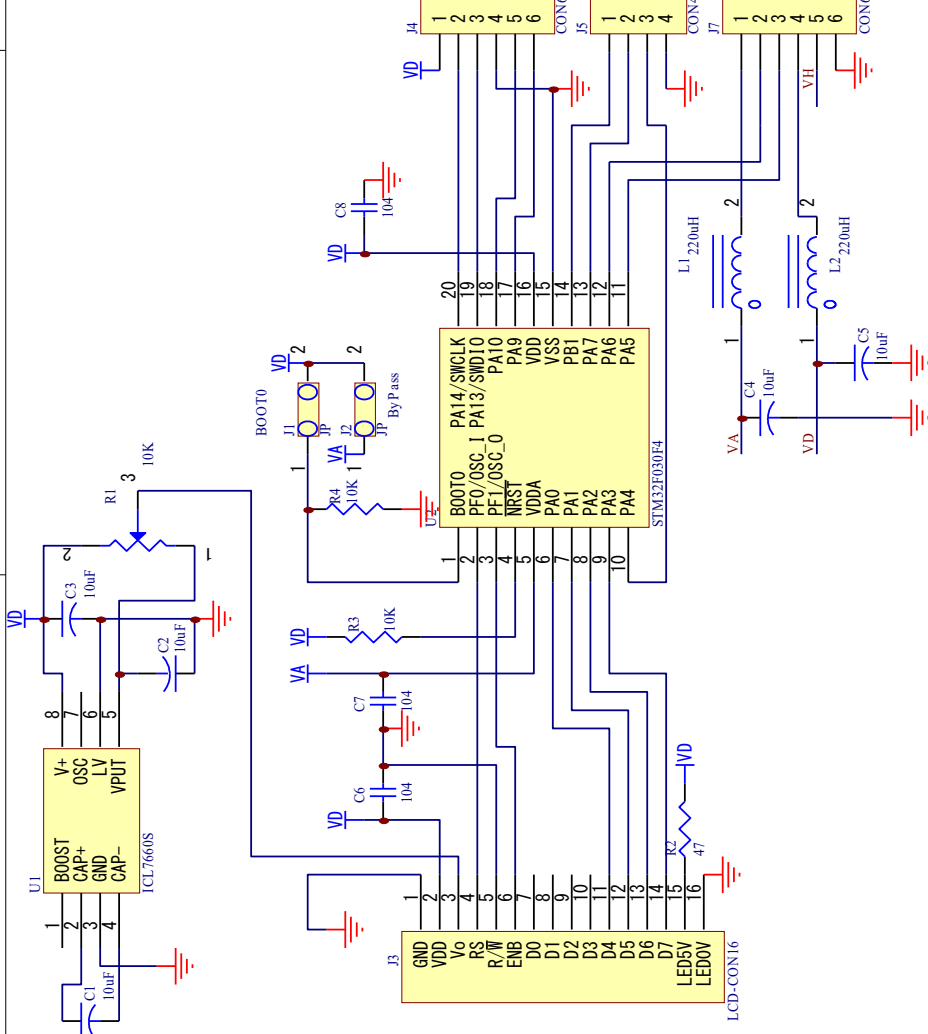 J4
1
2
3
4
5
6
CON6
J5
1
2
3
4
J7
1
2
3
4
5
6
VD
VH
C8
104
VD
L1
220uH
2
1
L2
220uH
2
1
C4
10uF
C5
10uF
VA
VD
20
19
18
17
16
15
14
13
12
11
PA14/SWCLK
PA13/SWDIO
PA10
PA9
VDD
VSS
PB1
PA7
PA6
PA5
BOOT0
PF0/OSC_I
PF1/OSC_O
NRST
VDDA
PA0
PA1
PA2
PA3
PA4
1
2
3
4
5
6
7
8
9
10
U2
STM32F030F4
BOOT0
VD
2
J1
JP
1
2
J2
JP
ByPass
VA
1
R4
10K
R1
10K
3
2
1
VD
C3
10uF
C2
10uF
VD
R3
10K
VA
C7
104
C6
104
VD
8
7
6
5
V+
OSC
LV
VPUT
BOOST
CAP+
GND
CAP-
1
2
3
4
U1
ICL7660S
C1
10uF
VD
R2
47
1
2
3
4
5
6
7
8
9
10
11
12
13
14
15
16
GND
VDD
Vo
RS
R/W
ENB
D0
D1
D2
D3
D4
D5
D6
D7
LED5V
LED0V
J3
LCD-CON16